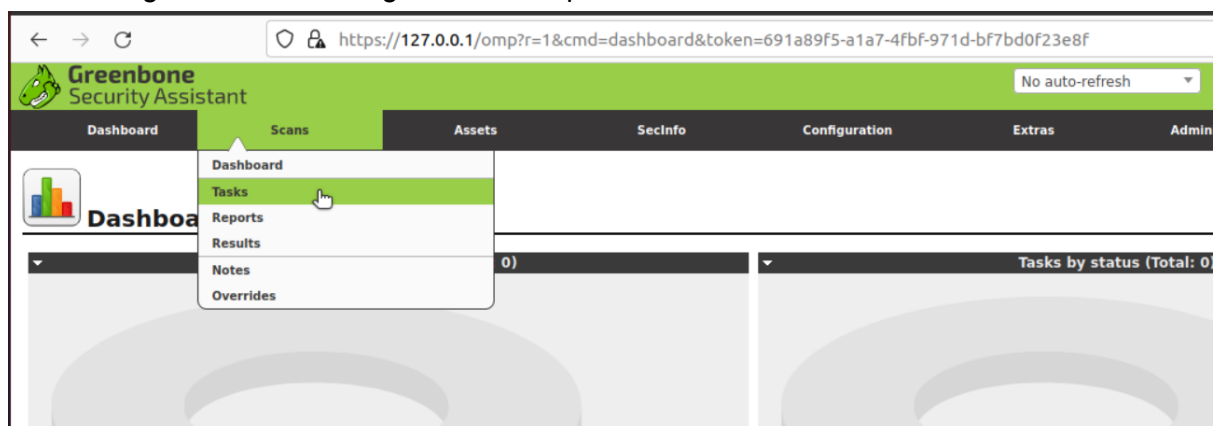 https://127.0.0.1/omp?r=1&cmd=dashboard&token=691a89f5-a1a7-4fbf-971d-bf7bd0f23e8f
Greenbone
Security Assistant
No auto-refresh
Dashboard Scans Assets SecInfo Configuration Extras Admin
Dashboard
Tasks
Reports
Results
Notes
Overrides
Dashboa
0)
Tasks by status (Total: 0)